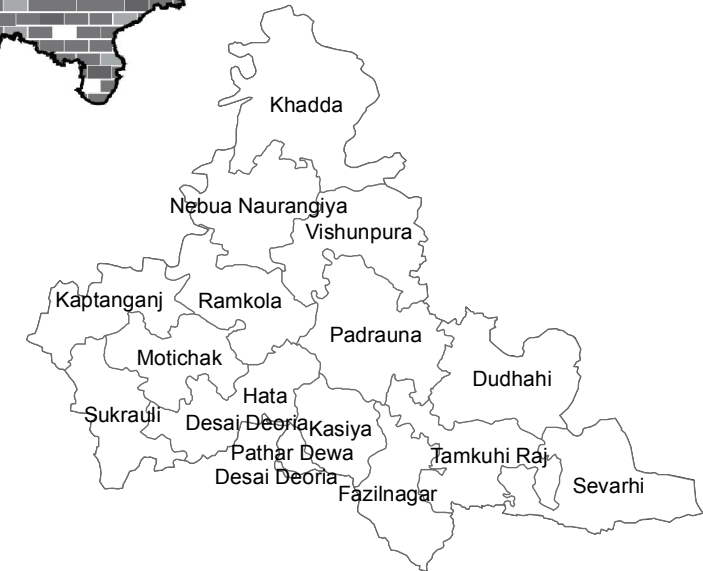 Khadda
Nebua Naurangiya
Vishunpura
Kaptanganj
Ramkola
Padrauna
Motichak
Dudhahi
Hata
Sukrauli
Desai Deoria
Kasiya
Pathar Dewa
Tamkuhi Raj
Desai Deoria
Sevarhi
Fazilnagar